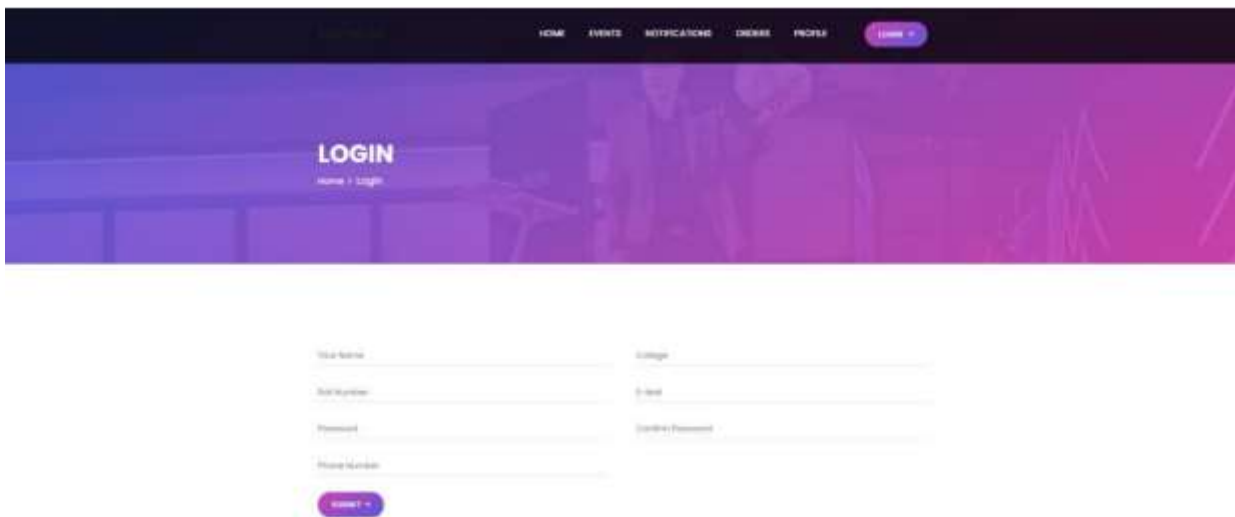 HOME EVENTS NOTIFICATIONS ORDERS PROFILE LOGIN
LOGIN
Home > Login
Your Name College
Roll Number E-Mail
Password Confirm Password
Phone Number
SUBMIT